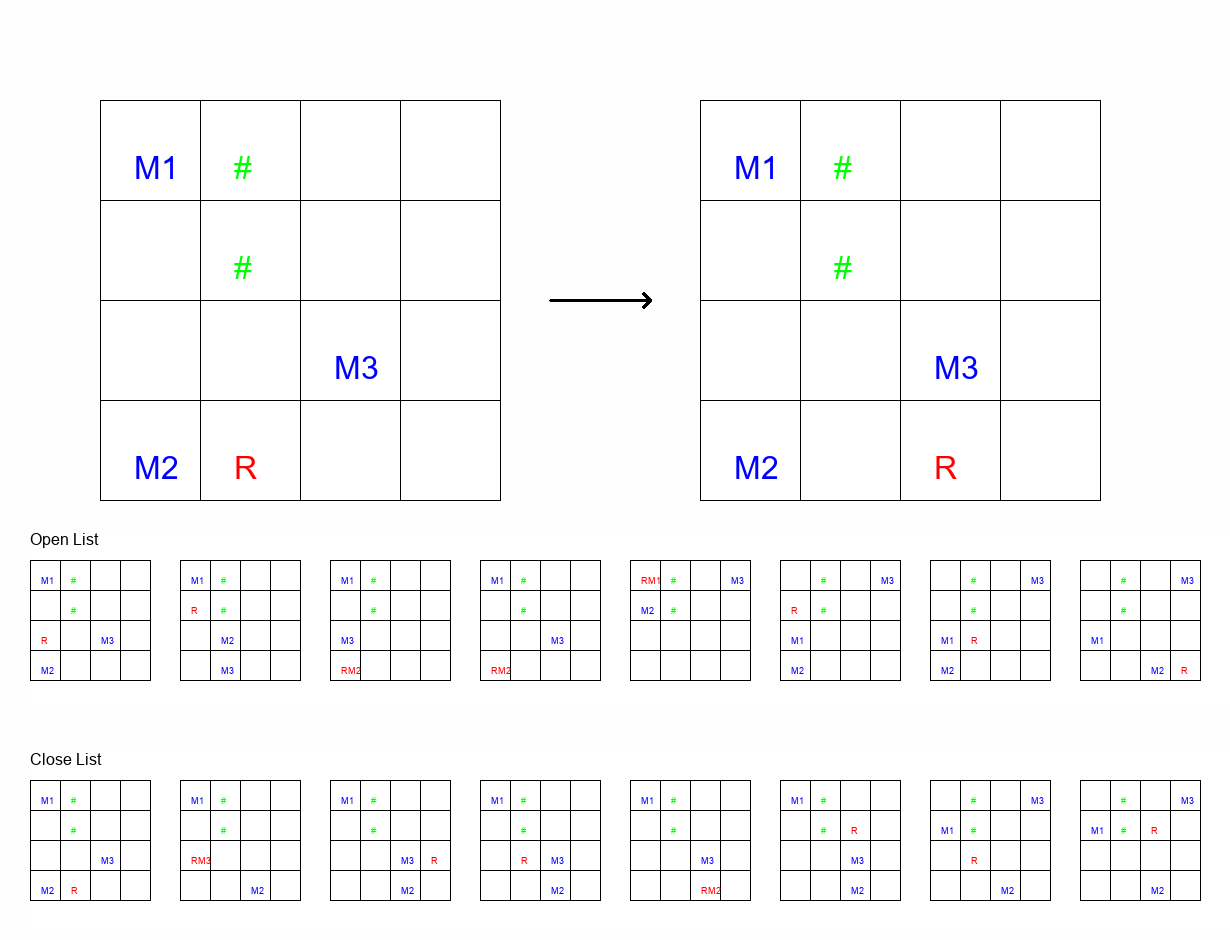 M1 # M1 #
# #
M3 M3
M2 R M2 R
Open List
M1 # M1 # M1 # M1 # RM1 # M3 # M3 # M3 # M3
# R # # # M2 # R # # #
R M3 M2 M3 M3 M1 M1 R M1
M2 M3 RM2 RM2 M2 M2 M2 R
Close List
M1 # M1 # M1 # M1 # M1 # M1 # # M3 # M3
# # # # # # R M1 # M1 # R
M3 RM3 M3 R R M3 M3 M3 R
M2 R M2 M2 M2 RM2 M2 M2 M2